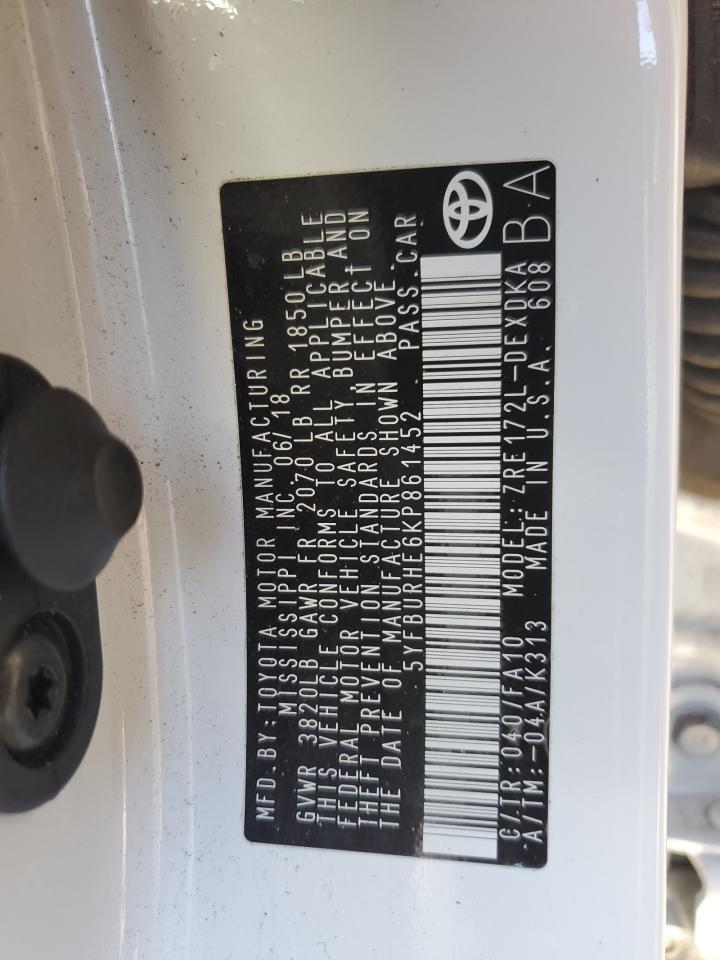 MFD.BY:TOYOTA MOTOR MANUFACTURING
MISSISSIPPI INC. 06/18
GVWR 3820LB GAWR FR 2070LB RR 1850LB
THIS VEHICLE CONFORMS TO ALL APPLICABLE
FEDERAL MOTOR VEHICLE SAFETY, BUMPER, AND
THEFT PREVENTION STANDARDS IN EFFECT ON
THE DATE OF MANUFACTURE SHOWN ABOVE.
5YFBURHE6KP861452 . PASS.CAR
C/TR:040/FA10 MODEL:ZRE172L-DEXDKA
A/TM:-04A/K313 MADE IN U.S.A. 608
BA